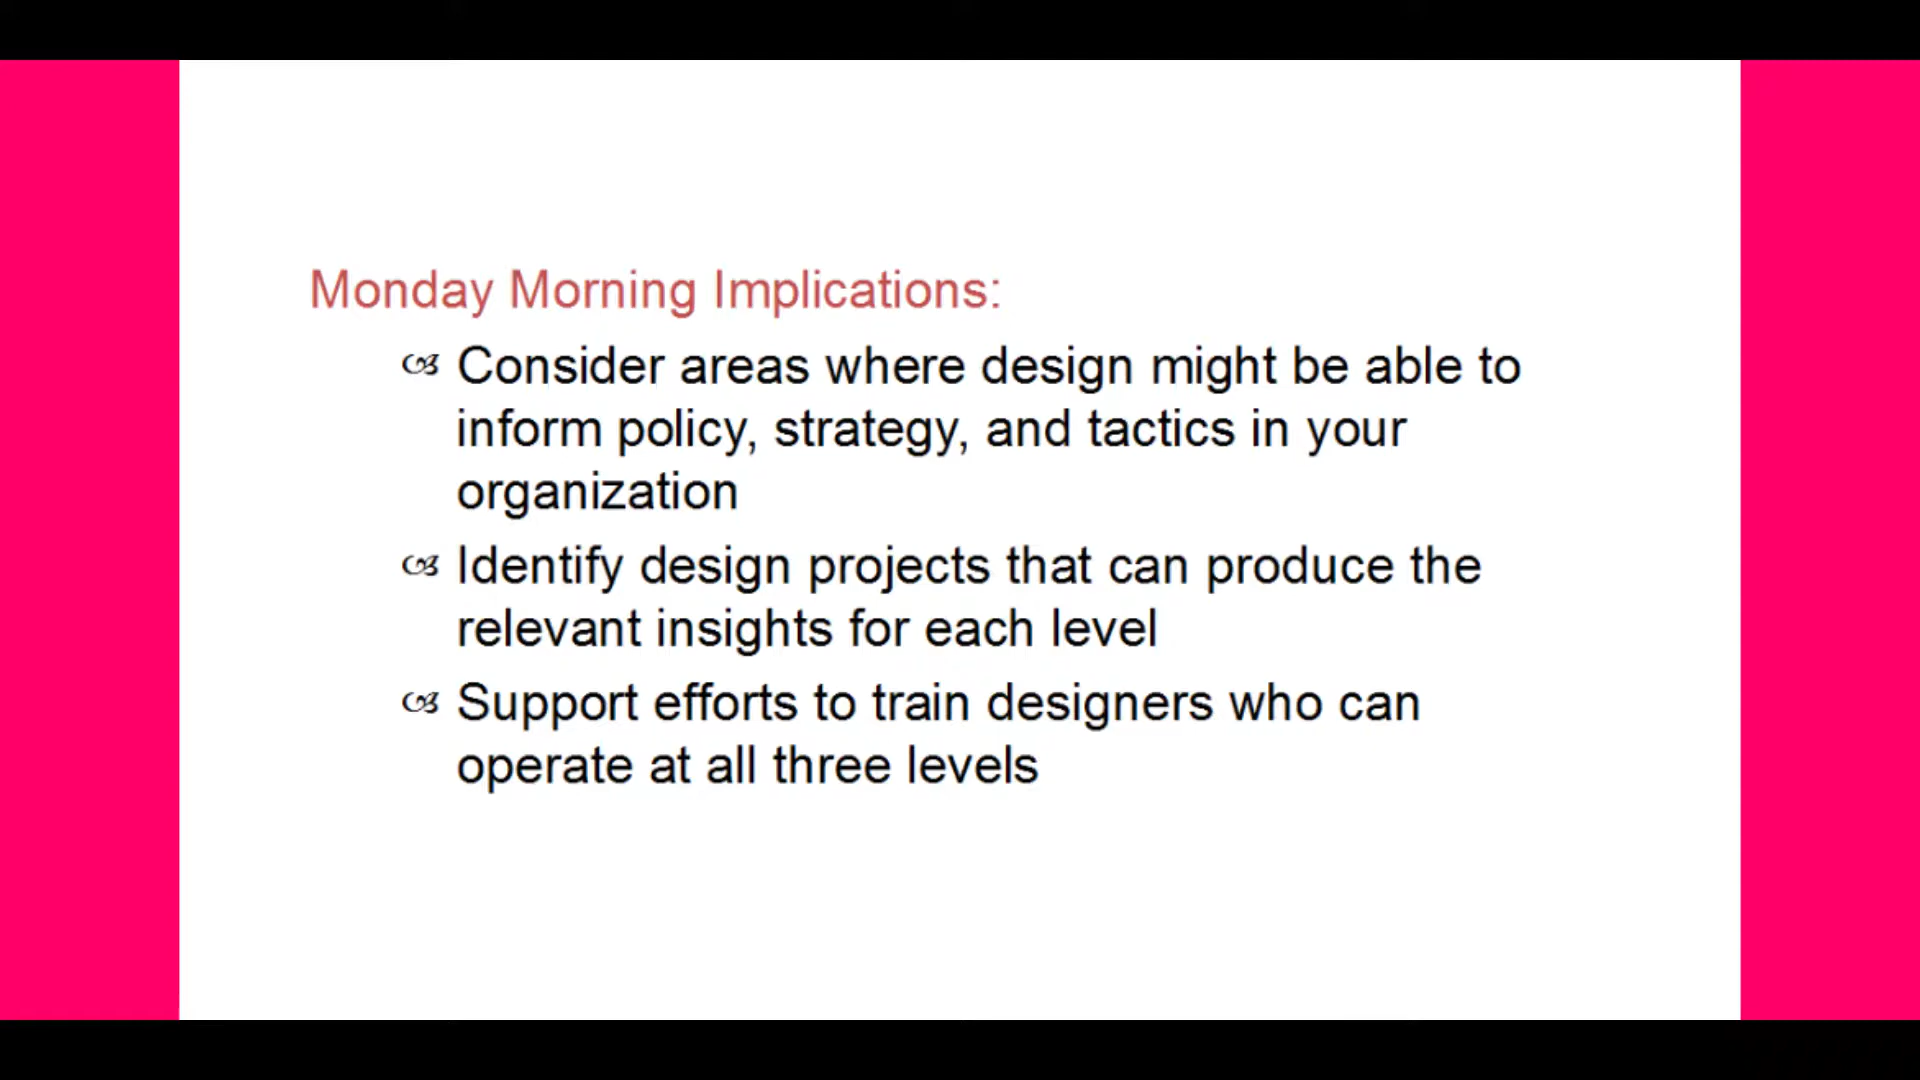 Monday Morning Implications:
Consider areas where design might be able to
inform policy, strategy, and tactics in your
organization
Identify design projects that can produce the
relevant insights for each level
Support efforts to train designers who can
operate at all three levels